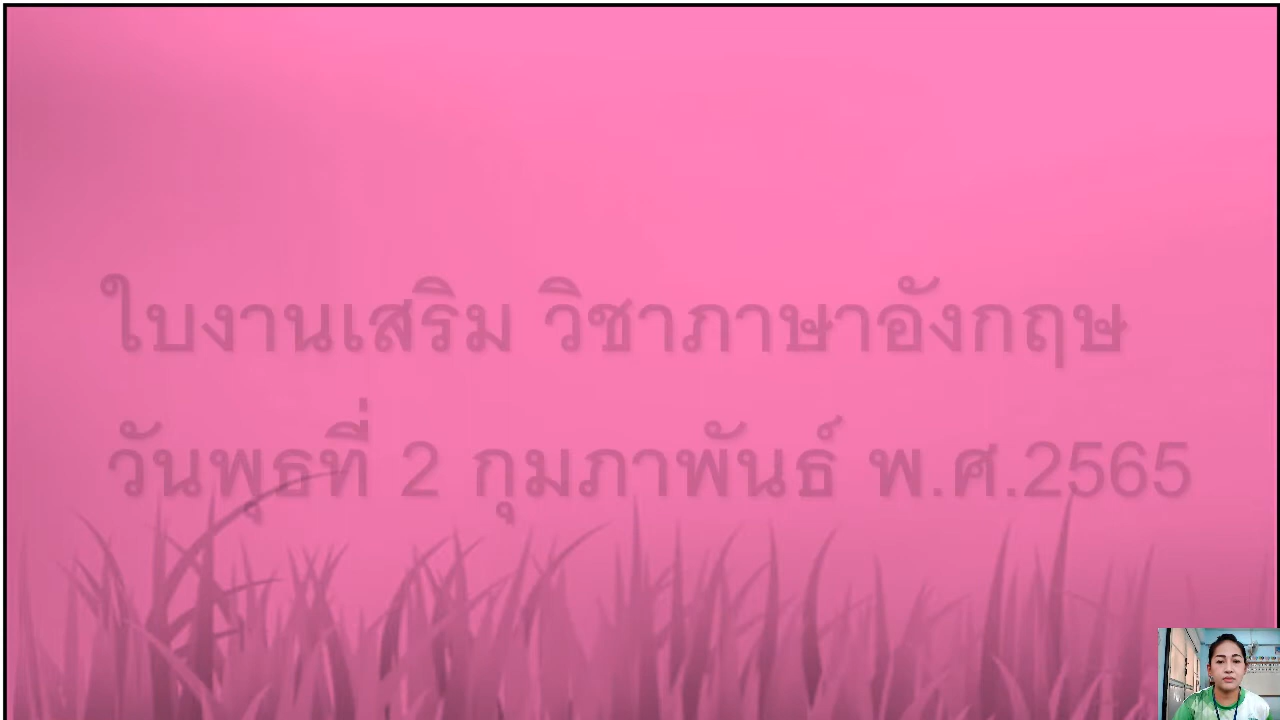 ใบงานเสริม วิชาภาษาอังกฤษ
วันพุธที่ 2 กุมภาพันธ์ พ.ศ.2565